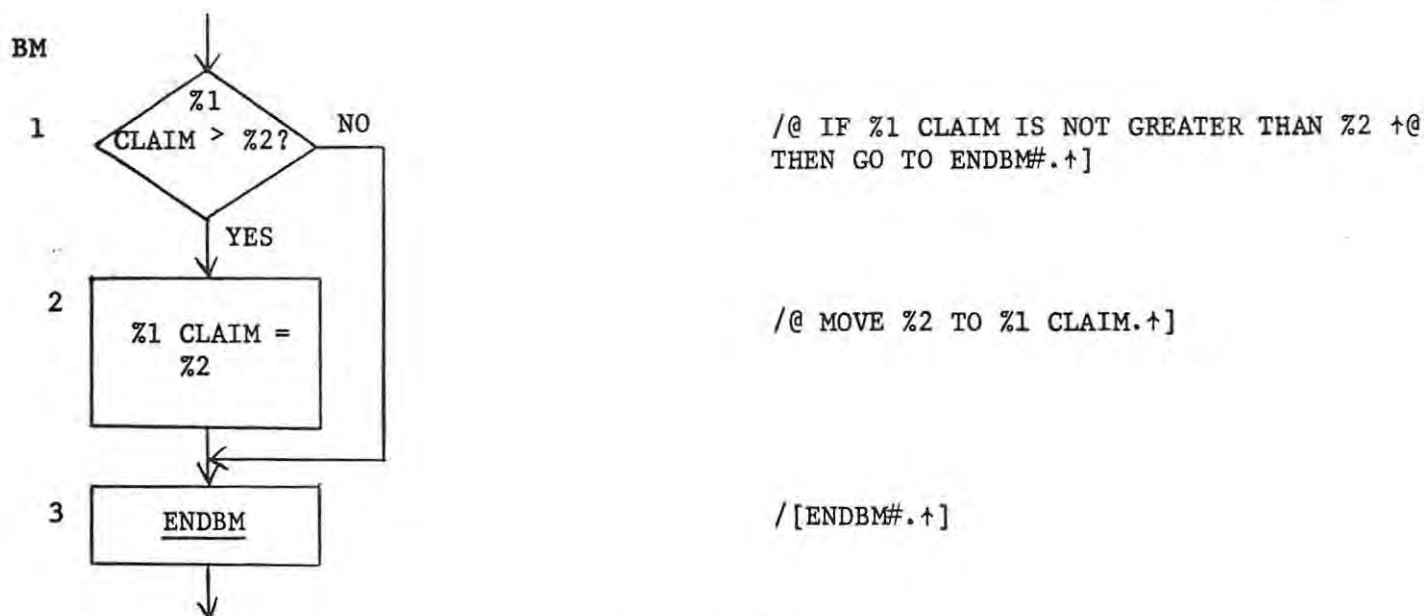 BM
1
%1
CLAIM > %2?
NO
/@ IF %1 CLAIM IS NOT GREATER THAN %2 ↑@
THEN GO TO ENDBM#.↑]
YES
2
%1 CLAIM =
%2
/@ MOVE %2 TO %1 CLAIM.↑]
3
ENDBM
/[ENDBM#.↑]